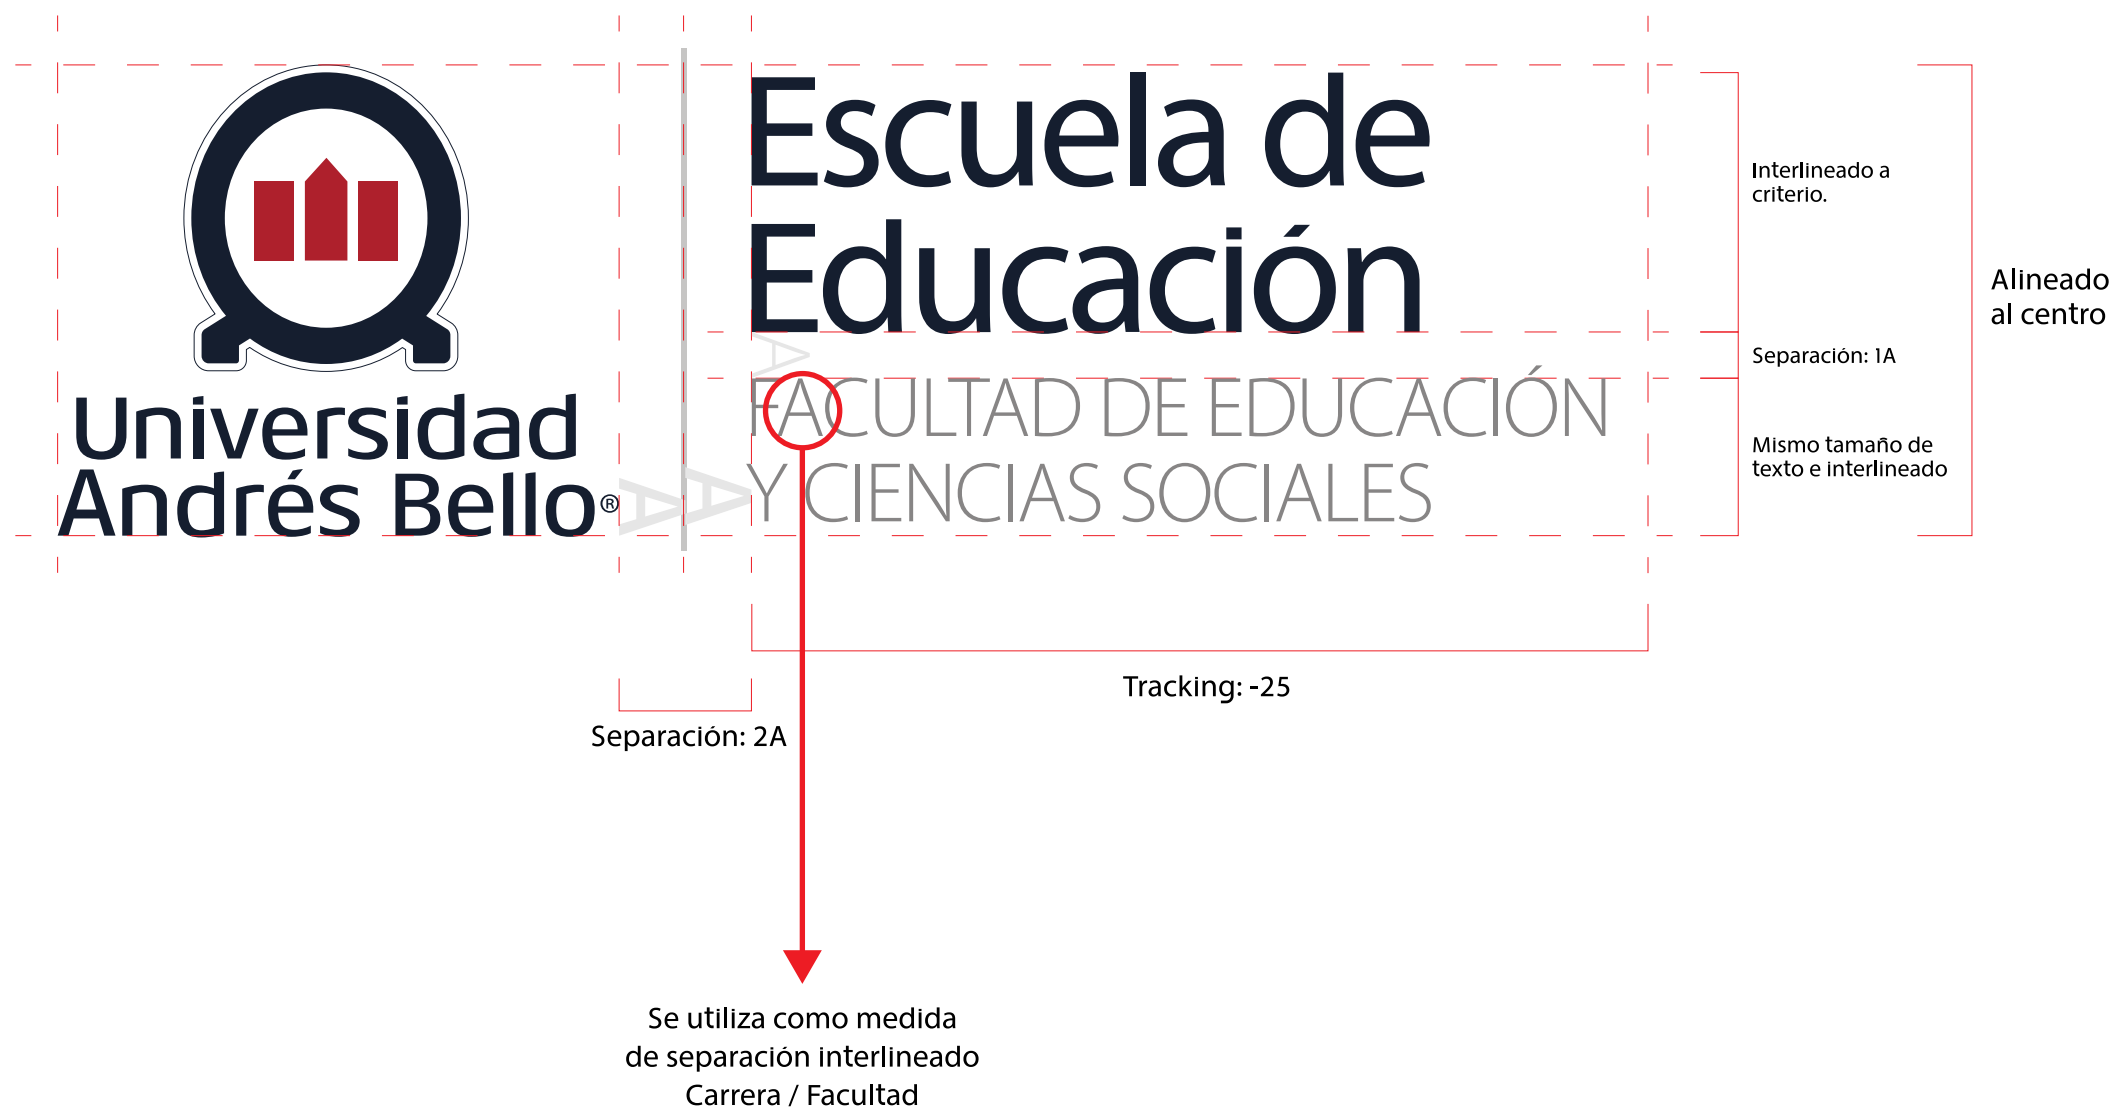 Universidad
Andrés Bello®
Escuela de
Educación
A
FACULTAD DE EDUCACIÓN
Y CIENCIAS SOCIALES
A
A
Interlineado a
criterio.
Separación: 1A
Mismo tamaño de
texto e interlineado
Alineado
al centro
Tracking: -25
Separación: 2A
Se utiliza como medida
de separación interlineado
Carrera / Facultad